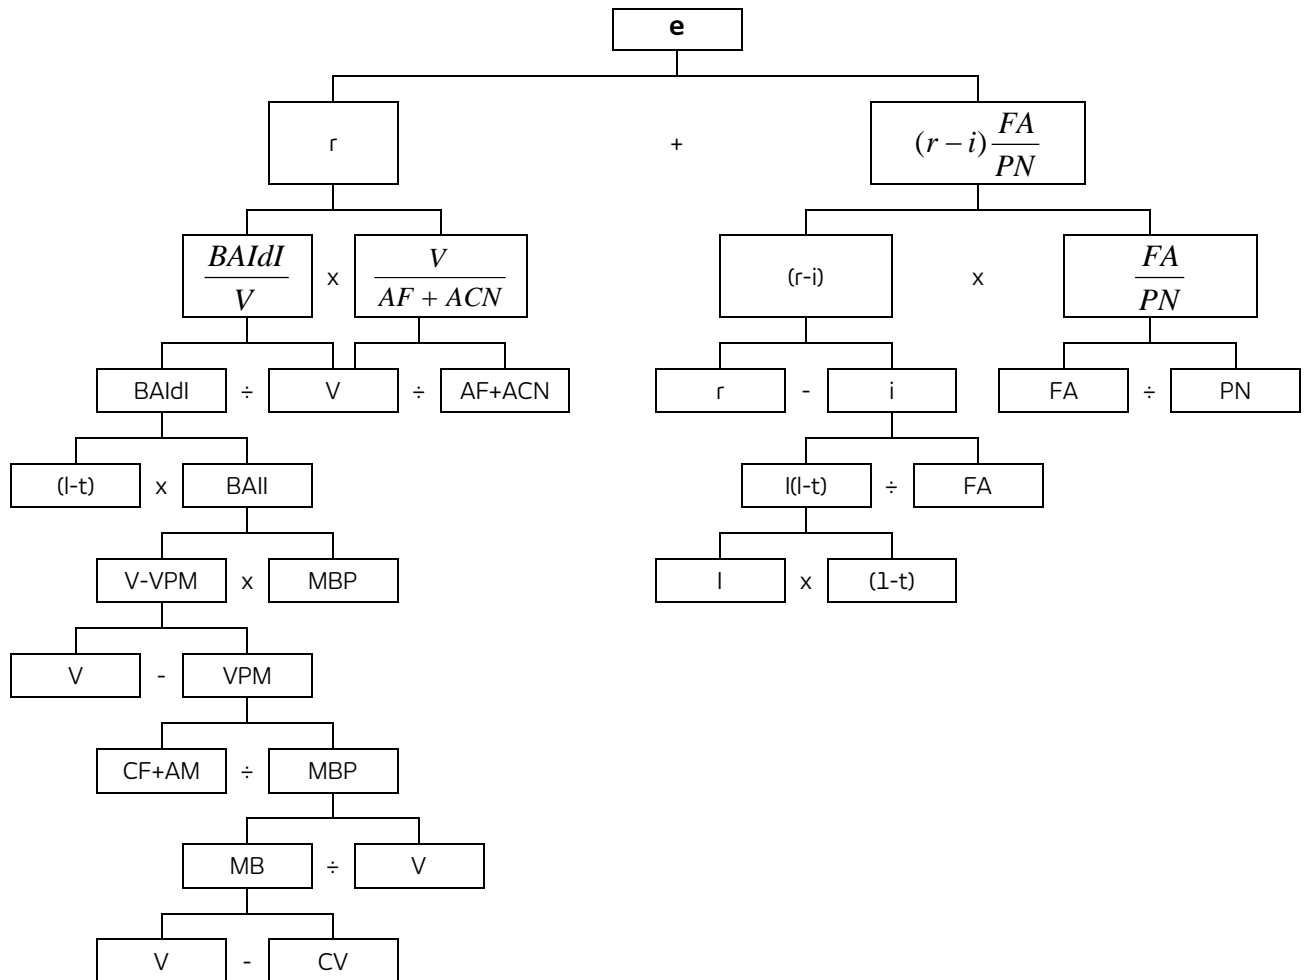 e
r + (r − i) FA / PN
BAIdI / V x V / AF + ACN (r-i) x FA / PN
BAIdI ÷ V ÷ AF+ACN r - i FA ÷ PN
(l-t) x BAII I(l-t) ÷ FA
V-VPM x MBP I x (1-t)
V - VPM
CF+AM ÷ MBP
MB ÷ V
V - CV